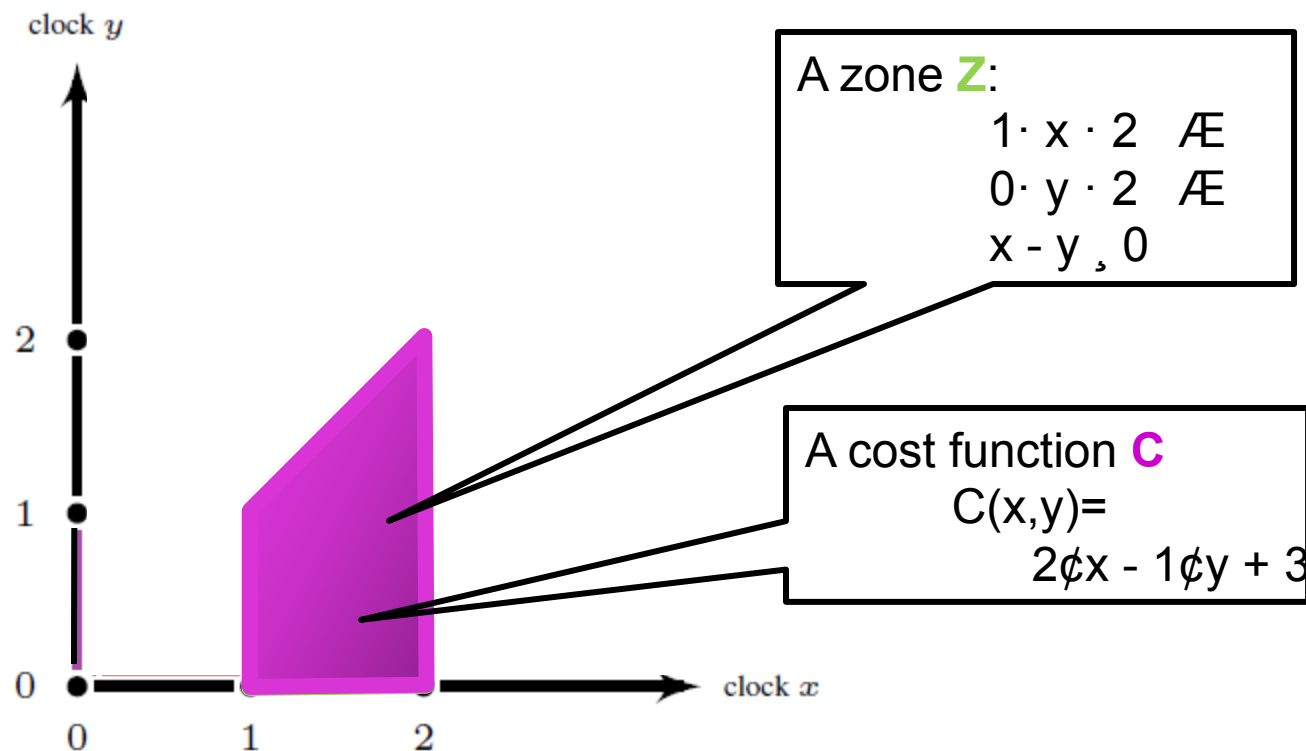 clock y
A zone Z:
1· x · 2 Æ
0· y · 2 Æ
x - y ¸ 0
2
A cost function C
C(x,y)=
2¢x - 1¢y + 3
1
0
clock x
0 1 2